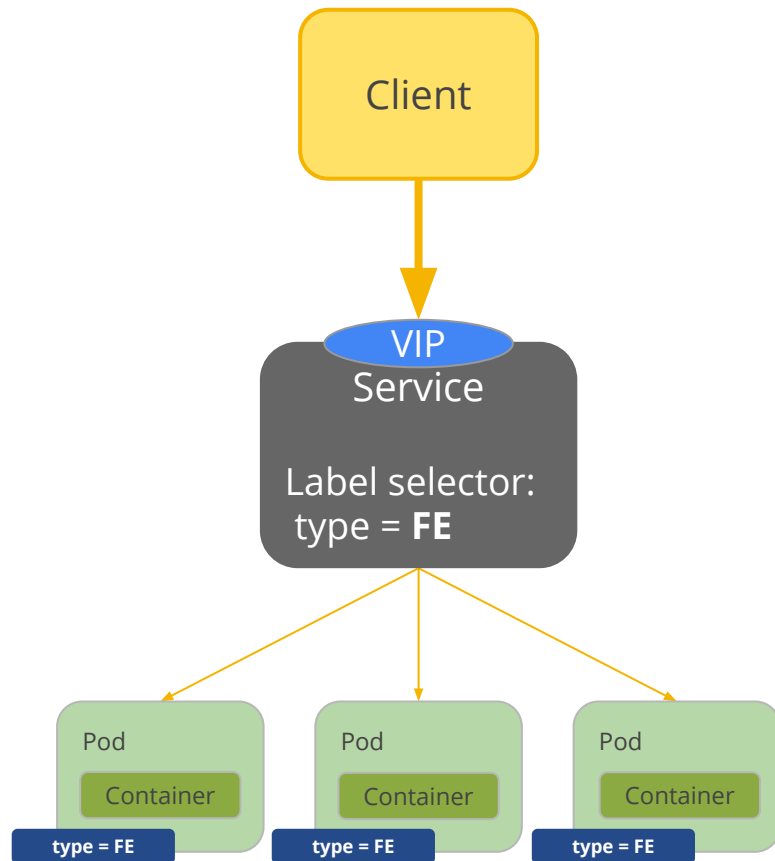 Client
VIP
Service
Label selector:
type = FE
Pod
Container
type = FE
Pod
Container
type = FE
Pod
Container
type = FE